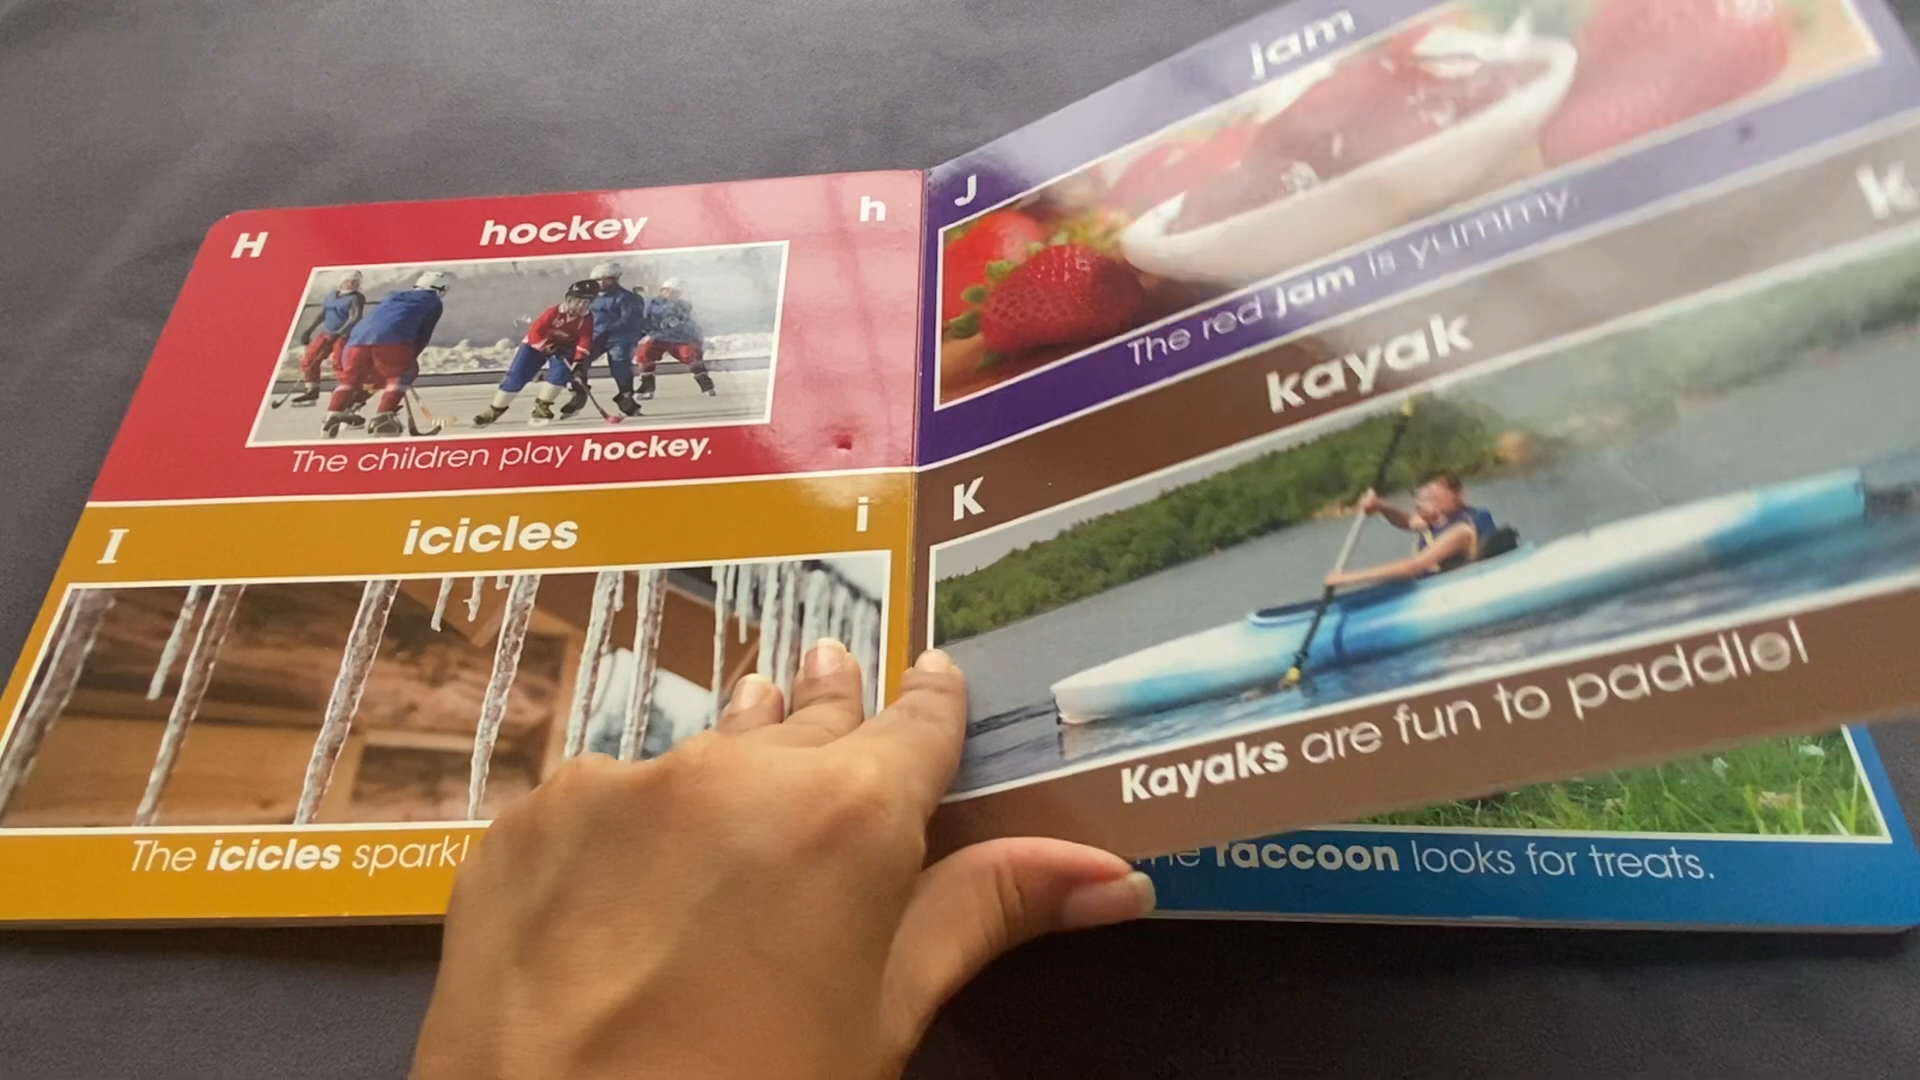 H hockey h
The children play hockey.
I icicles i
The icicles
J jam
The red jam is yummy.
K kayak k
Kayaks are fun to paddle!
raccoon looks for treats.